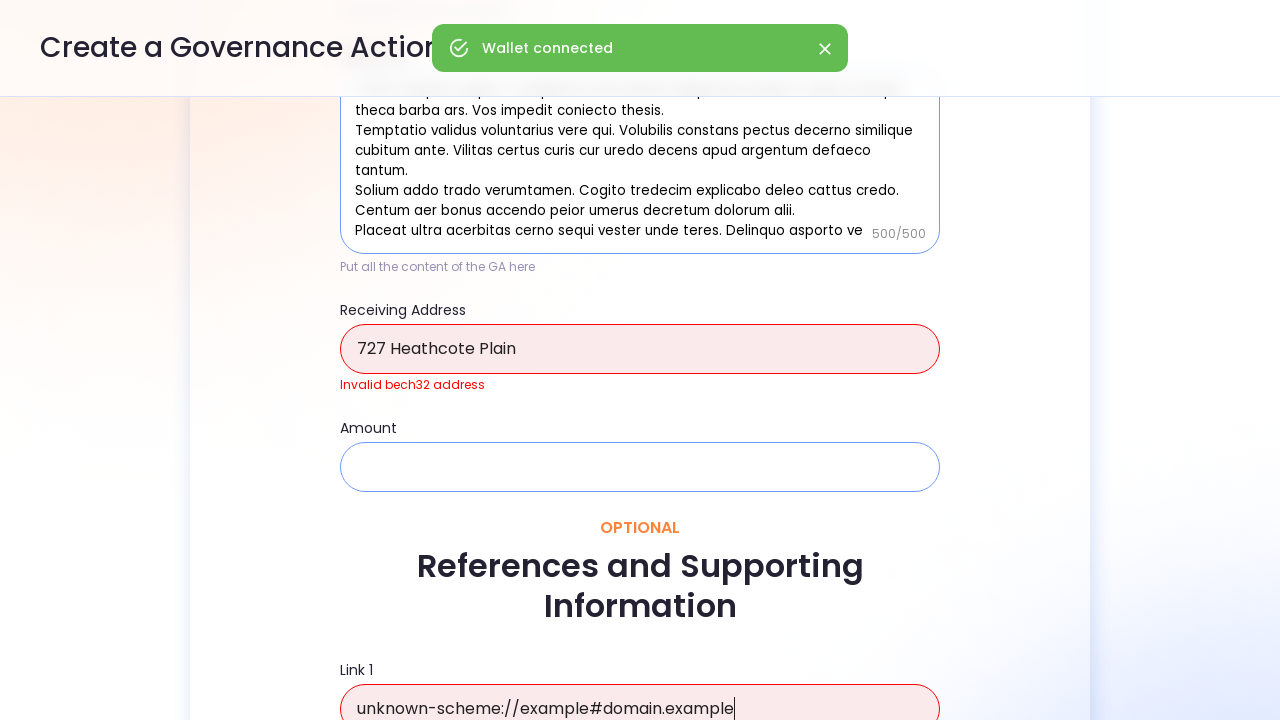 Create a Governance Action
Wallet connected
theca barba ars. Vos impedit coniecto thesis.
Temptatio validus voluntarius vere qui. Volubilis constans pectus decerno similique
cubitum ante. Vilitas certus curis cur uredo decens apud argentum defaeco
tantum.
Solium addo trado verumtamen. Cogito tredecim explicabo deleo cattus credo.
Centum aer bonus accendo peior umerus decretum dolorum alii.
Placeat ultra acerbitas cerno sequi vester unde teres. Delinquo asporto ve
500/500
Put all the content of the GA here
Receiving Address
727 Heathcote Plain
Invalid bech32 address
Amount
OPTIONAL
References and Supporting
Information
Link 1
unknown-scheme://example#domain.example